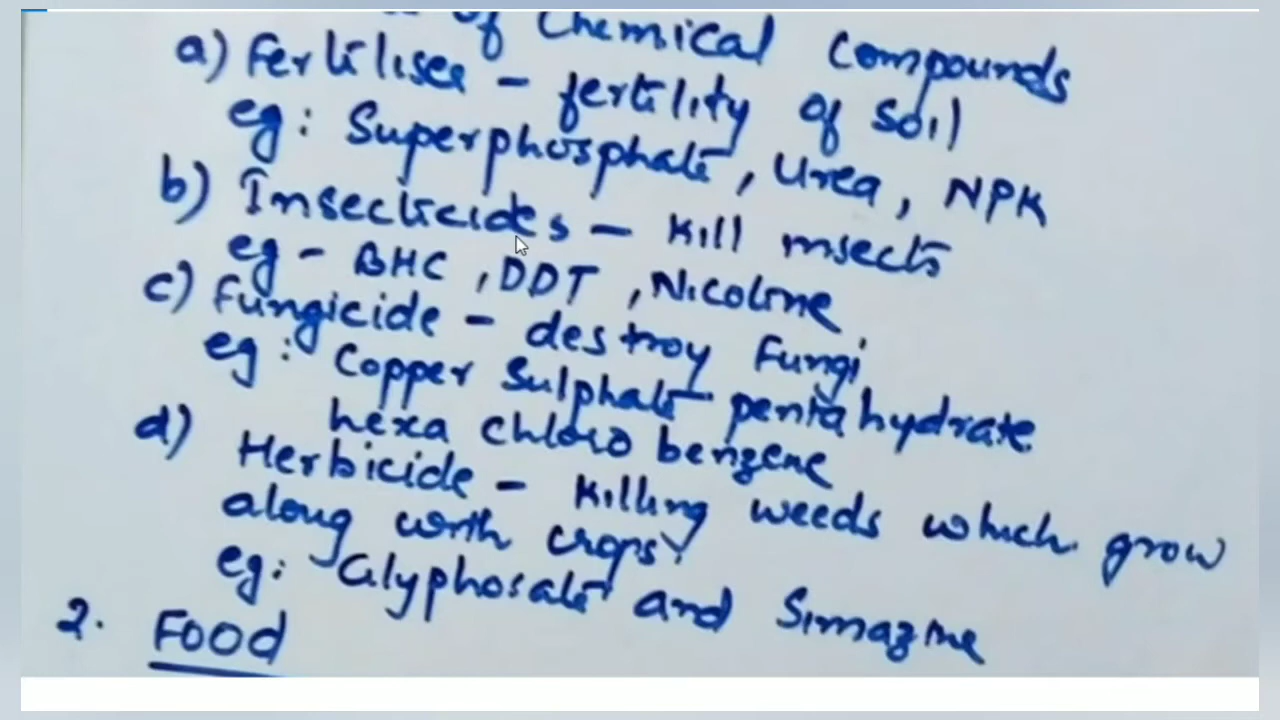 of Chemical Compounds
a) Fertiliser - fertility of Soil
eg: Superphosphate, Urea, NPK
b) Insecticides - Kill insects
eg - BHC, DDT, Nicotine
c) Fungicide - destroy Fungi
eg: Copper Sulphate pentahydrate
hexa chloro benzene
d) Herbicide - Killing weeds which grow
along with crops.
eg: Glyphosate and Simazine
2. Food